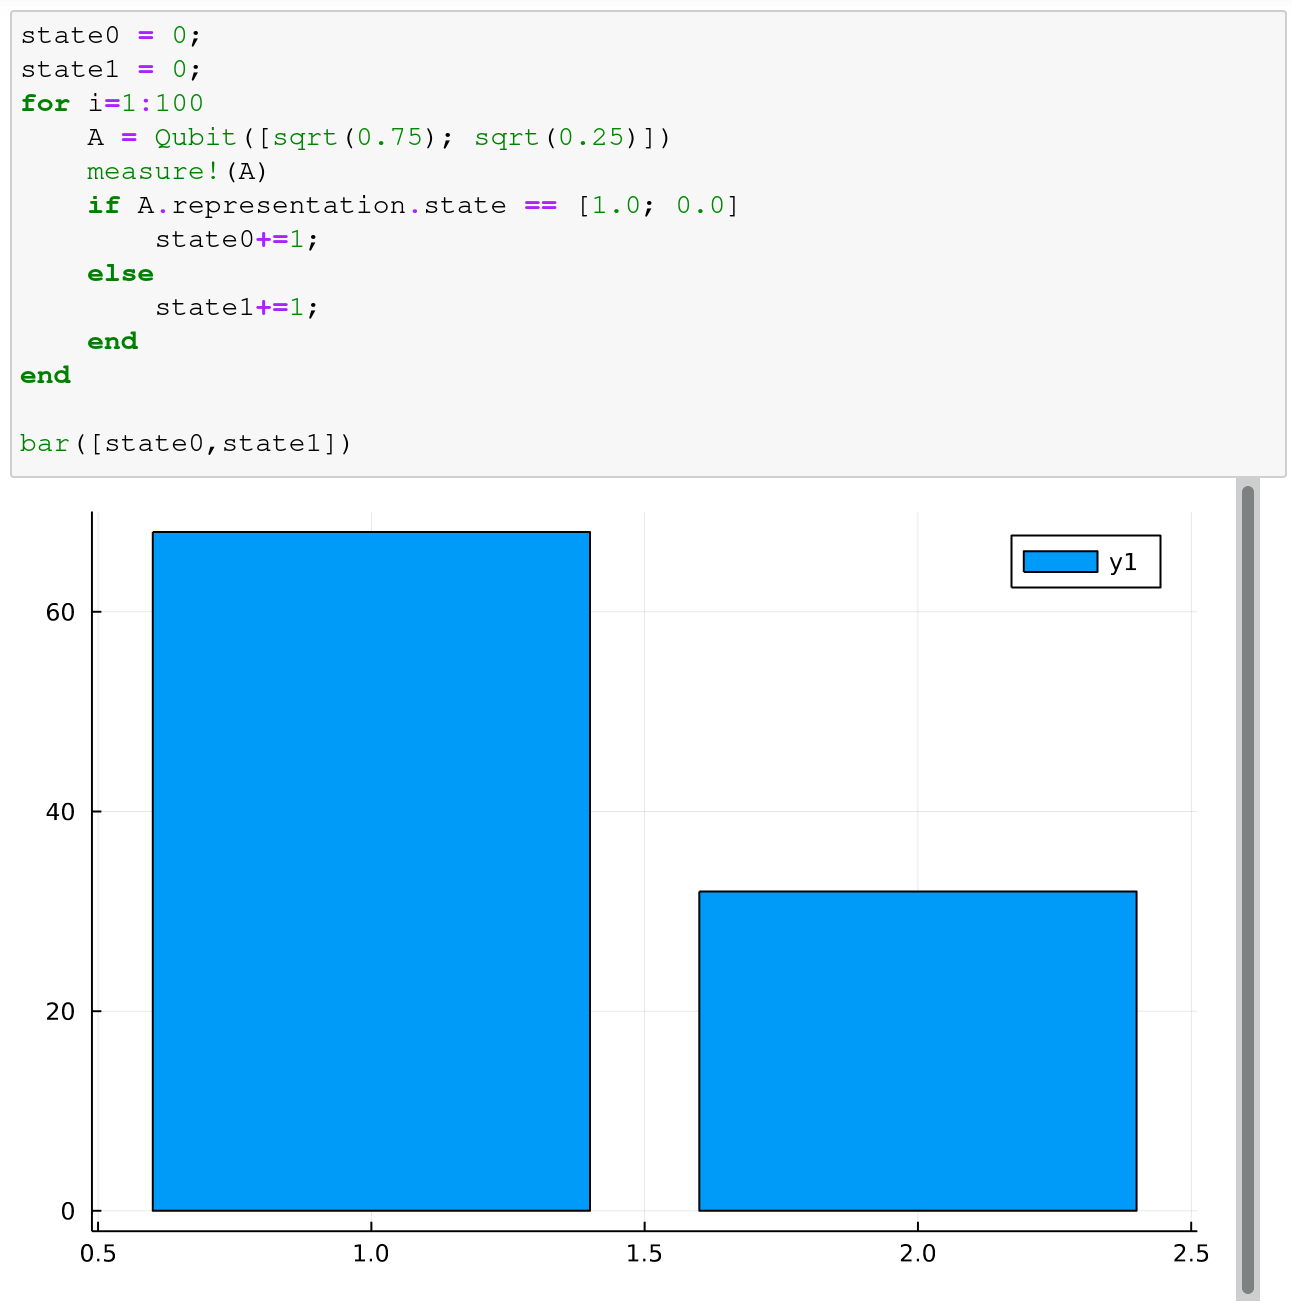 state0 = 0;
state1 = 0;
for i=1:100
    A = Qubit([sqrt(0.75); sqrt(0.25)])
    measure!(A)
    if A.representation.state == [1.0; 0.0]
        state0+=1;
    else
        state1+=1;
    end
end
bar([state0,state1])
y1
60
40
20
0
0.5 1.0 1.5 2.0 2.5